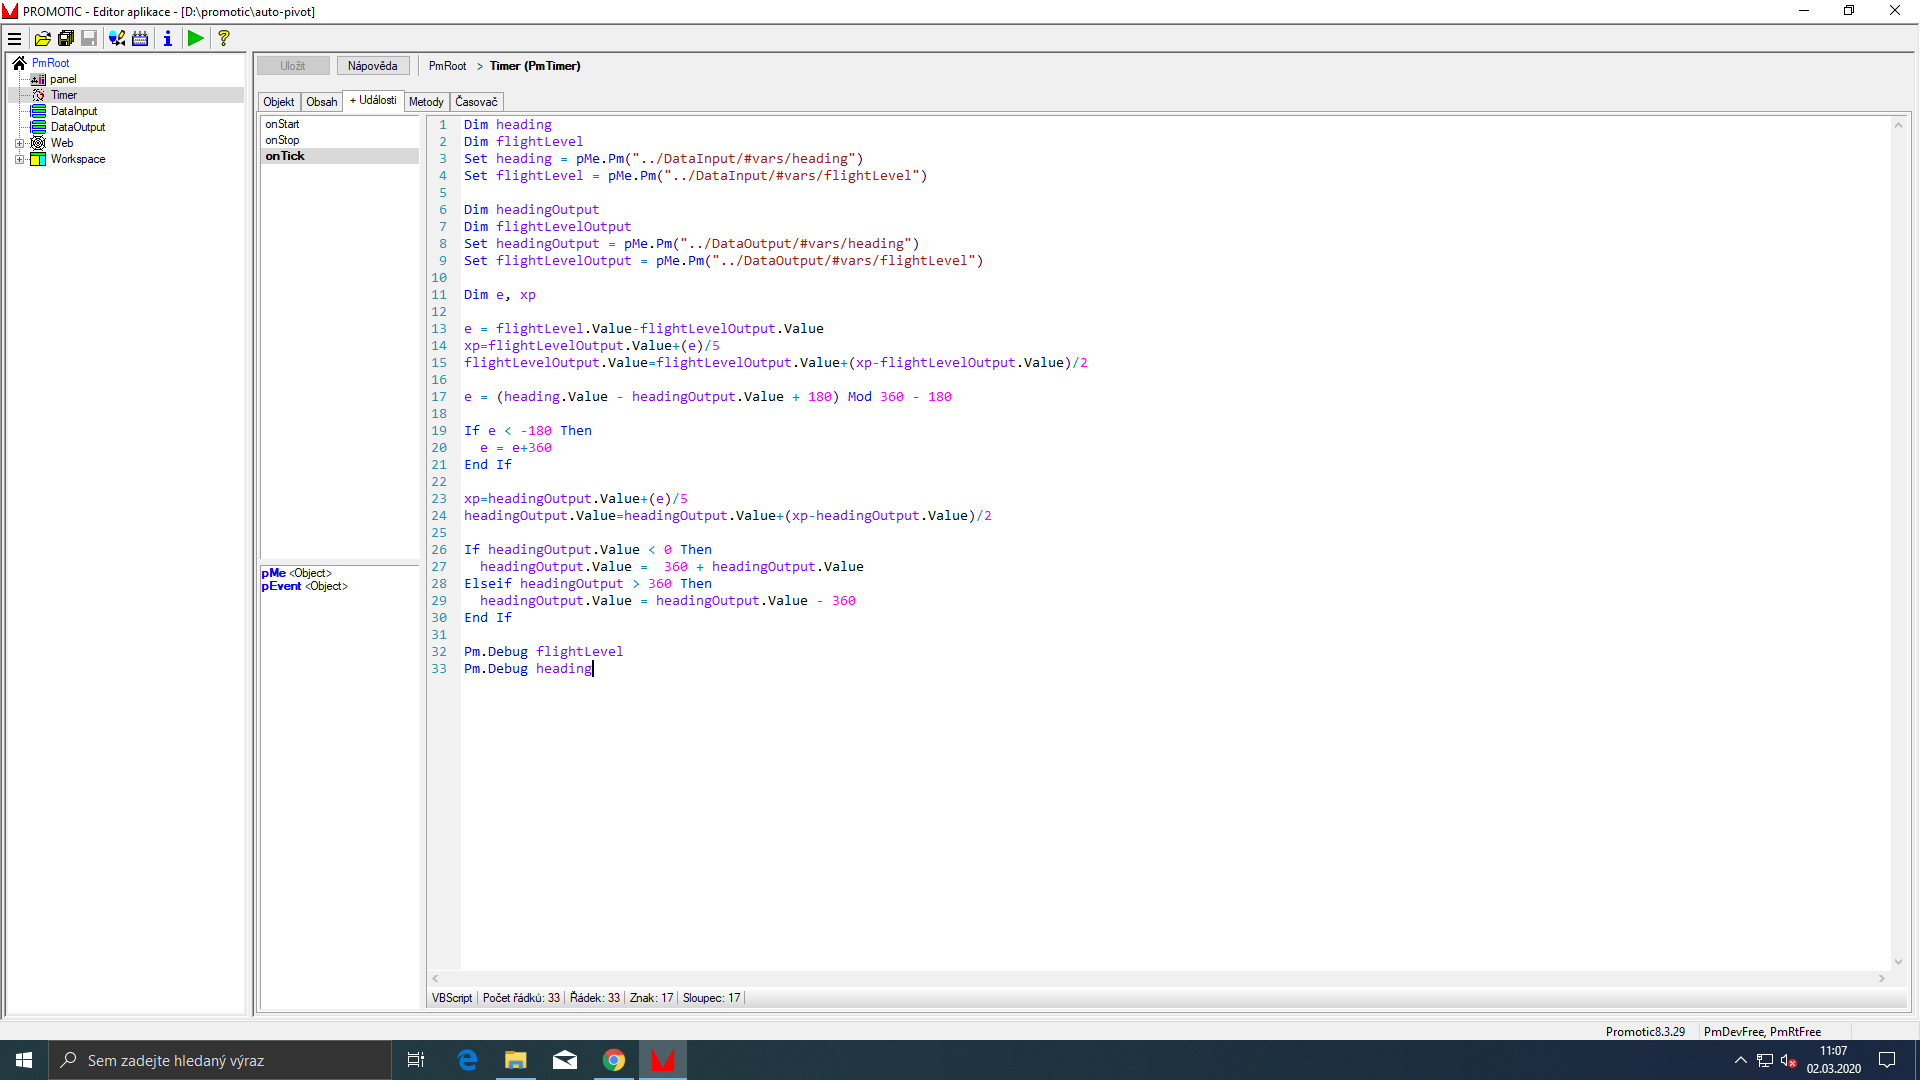 PROMOTIC - Editor aplikace - [D:\promotic\auto-pivot]
PmRoot
panel
Timer
DataInput
DataOutput
Web
Workspace
Uložit
Nápověda
PmRoot > Timer (PmTimer)
Objekt
Obsah
+ Události
Metody
Časovač
onStart
onStop
onTick
pMe <Object>
pEvent <Object>
1 Dim heading
2 Dim flightLevel
3 Set heading = pMe.Pm("../DataInput/#vars/heading")
4 Set flightLevel = pMe.Pm("../DataInput/#vars/flightLevel")
5
6 Dim headingOutput
7 Dim flightLevelOutput
8 Set headingOutput = pMe.Pm("../DataOutput/#vars/heading")
9 Set flightLevelOutput = pMe.Pm("../DataOutput/#vars/flightLevel")
10
11 Dim e, xp
12
13 e = flightLevel.Value-flightLevelOutput.Value
14 xp=flightLevelOutput.Value+(e)/5
15 flightLevelOutput.Value=flightLevelOutput.Value+(xp-flightLevelOutput.Value)/2
16
17 e = (heading.Value - headingOutput.Value + 180) Mod 360 - 180
18
19 If e < -180 Then
20   e = e+360
21 End If
22
23 xp=headingOutput.Value+(e)/5
24 headingOutput.Value=headingOutput.Value+(xp-headingOutput.Value)/2
25
26 If headingOutput.Value < 0 Then
27   headingOutput.Value =  360 + headingOutput.Value
28 Elseif headingOutput > 360 Then
29   headingOutput.Value = headingOutput.Value - 360
30 End If
31
32 Pm.Debug flightLevel
33 Pm.Debug heading
VBScript | Počet řádků: 33 | Řádek: 33 | Znak: 17 | Sloupec: 17 |
Promotic8.3.29 PmDevFree, PmRtFree
Sem zadejte hledaný výraz
11:07
02.03.2020